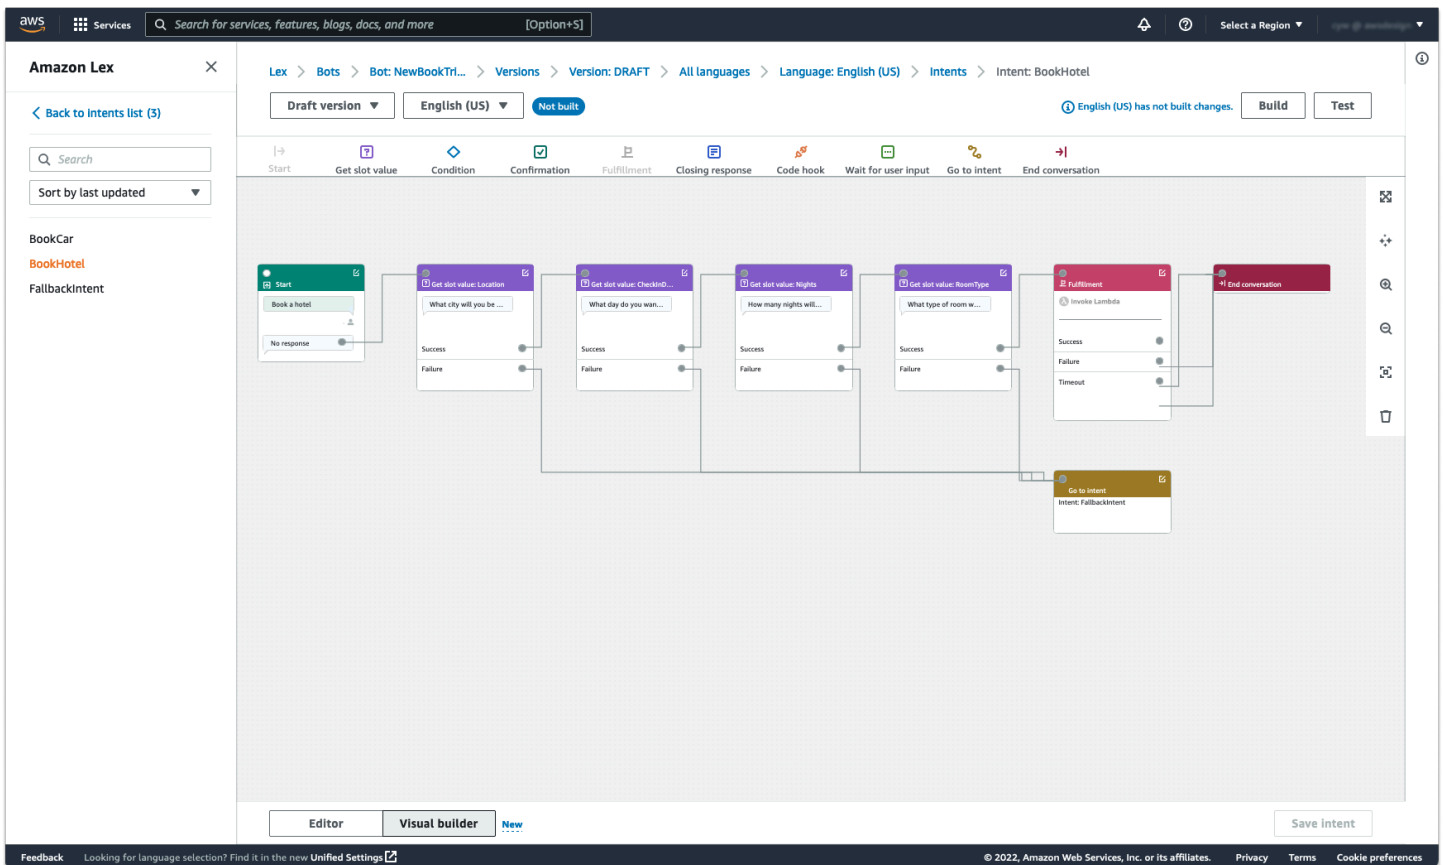 aws Services Search for services, features, blogs, docs, and more [Option+S] Select a Region
Amazon Lex
Back to intents list (3)
Search
Sort by last updated
BookCar
BookHotel
FallbackIntent
Lex > Bots > Bot: NewBookTri... > Versions > Version: DRAFT > All languages > Language: English (US) > Intents > Intent: BookHotel
Draft version English (US) Not built English (US) has not built changes. Build Test
Start Get slot value Condition Confirmation Fulfillment Closing response Code hook Wait for user input Go to intent End conversation
Start
Book a hotel
No response
Get slot value: Location
What city will you be ...
Success
Failure
Get slot value: CheckInD...
What day do you wan...
Success
Failure
Get slot value: Nights
How many nights will...
Success
Failure
Get slot value: RoomType
What type of room w...
Success
Failure
Fulfillment
Invoke Lambda
Success
Failure
Timeout
End conversation
Go to intent
Intent: FallbackIntent
Editor Visual builder New Save intent
Feedback Looking for language selection? Find it in the new Unified Settings © 2022, Amazon Web Services, Inc. or its affiliates. Privacy Terms Cookie preferences